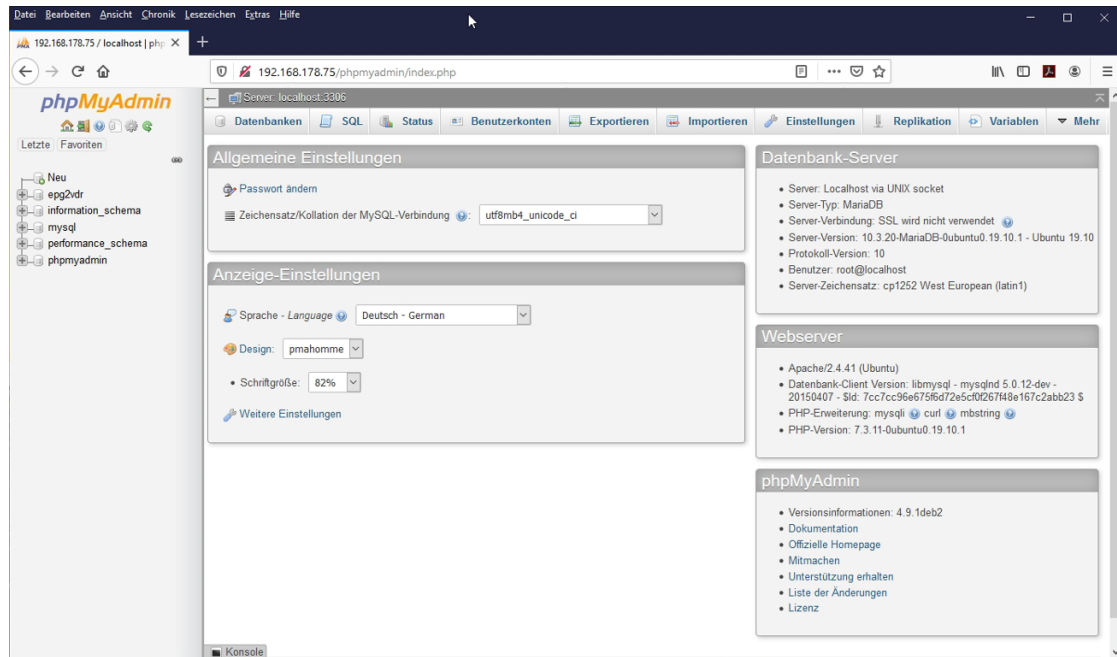 Datei Bearbeiten Ansicht Chronik Lesezeichen Extras Hilfe
192.168.178.75 / localhost | php
192.168.178.75/phpmyadmin/index.php
phpMyAdmin
Letzte Favoriten
Neu
epg2vdr
information_schema
mysql
performance_schema
phpmyadmin
Server: localhost:3306
Datenbanken SQL Status Benutzerkonten Exportieren Importieren Einstellungen Replikation Variablen Mehr
Allgemeine Einstellungen
Passwort ändern
Zeichensatz/Kollation der MySQL-Verbindung : utf8mb4_unicode_ci
Anzeige-Einstellungen
Sprache - Language Deutsch - German
Design: pmahomme
• Schriftgröße: 82%
Weitere Einstellungen
Datenbank-Server
• Server: Localhost via UNIX socket
• Server-Typ: MariaDB
• Server-Verbindung: SSL wird nicht verwendet
• Server-Version: 10.3.20-MariaDB-0ubuntu0.19.10.1 - Ubuntu 19.10
• Protokoll-Version: 10
• Benutzer: root@localhost
• Server-Zeichensatz: cp1252 West European (latin1)
Webserver
• Apache/2.4.41 (Ubuntu)
• Datenbank-Client Version: libmysql - mysqlnd 5.0.12-dev -
20150407 - $Id: 7cc7cc96e675f6d72e5cf0f267f48e167c2abb23 $
• PHP-Erweiterung: mysqli curl mbstring
• PHP-Version: 7.3.11-0ubuntu0.19.10.1
phpMyAdmin
• Versionsinformationen: 4.9.1deb2
• Dokumentation
• Offizielle Homepage
• Mitmachen
• Unterstützung erhalten
• Liste der Änderungen
• Lizenz
Konsole